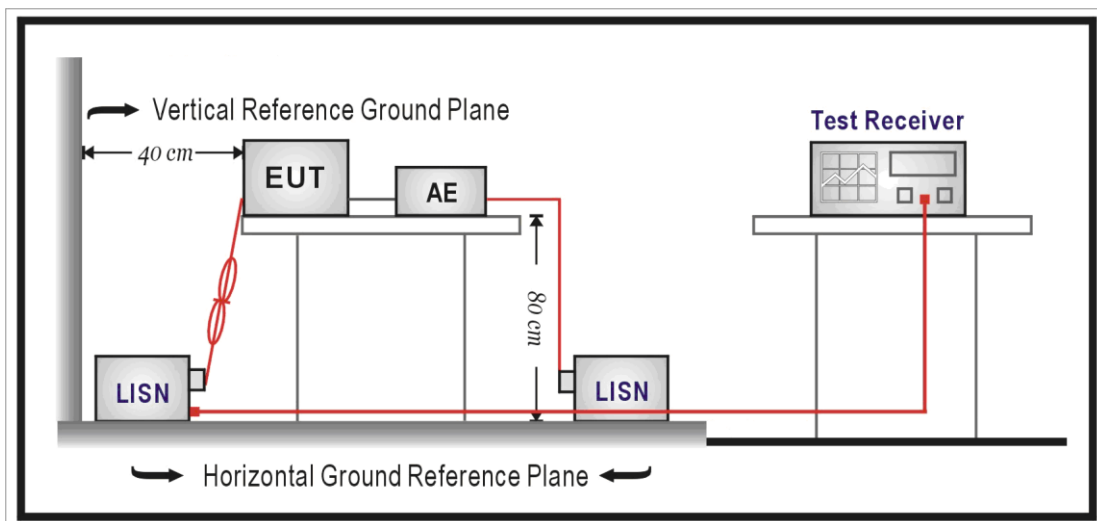 Vertical Reference Ground Plane
40 cm
Test Receiver
EUT
AE
80 cm
LISN
LISN
Horizontal Ground Reference Plane